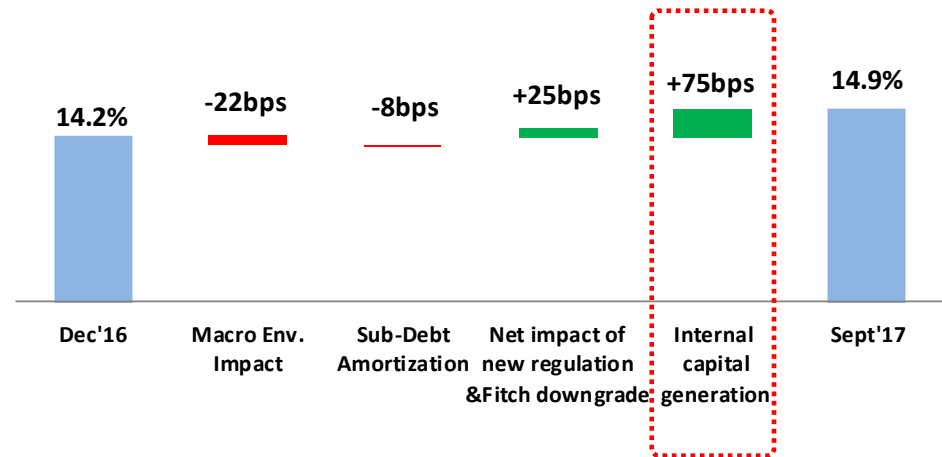 14.2%
-22bps
-8bps
+25bps
+75bps
14.9%
Dec'16
Macro Env.
Impact
Sub-Debt
Amortization
Net impact of
new regulation
&Fitch downgrade
Internal
capital
generation
Sept'17